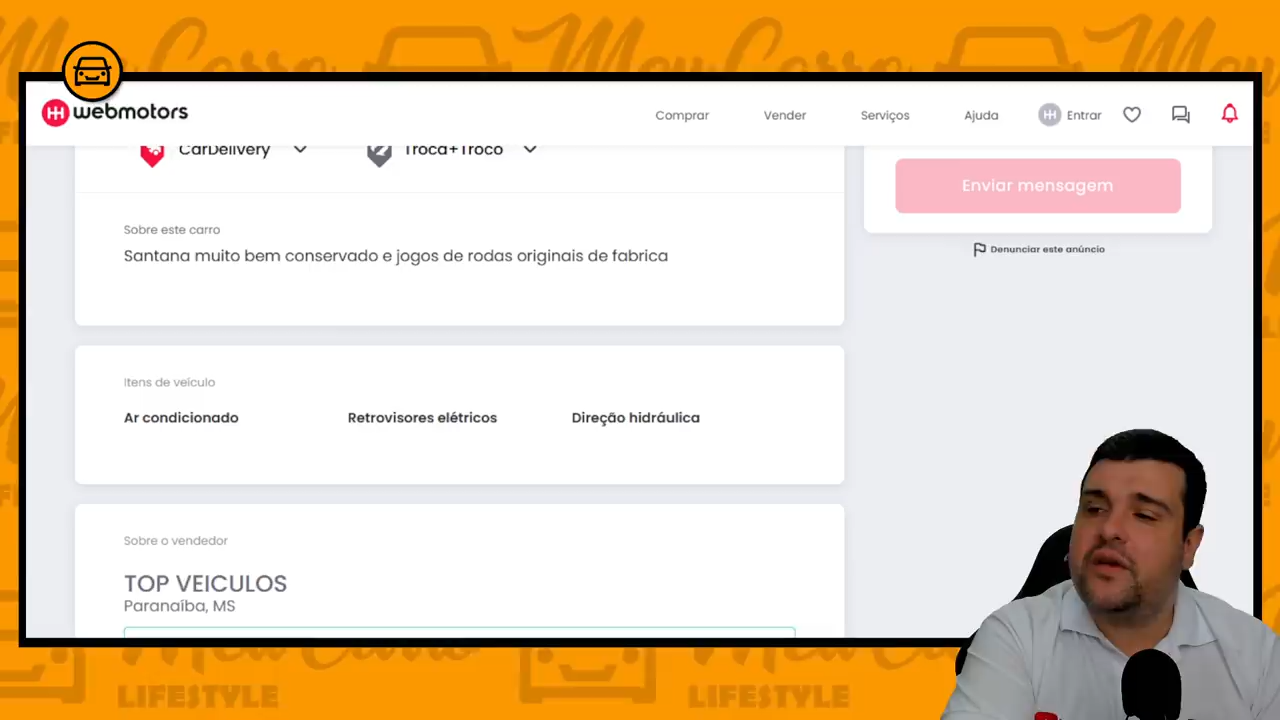 webmotors
Comprar
Vender
Serviços
Ajuda
Entrar
CarDelivery
Troca+Troco
Enviar mensagem
Denunciar este anúncio
Sobre este carro
Santana muito bem conservado e jogos de rodas originais de fabrica
Itens de veículo
Ar condicionado
Retrovisores elétricos
Direção hidráulica
Sobre o vendedor
TOP VEICULOS
Paranaíba, MS
Meu Carro
LIFESTYLE
LIFESTYLE